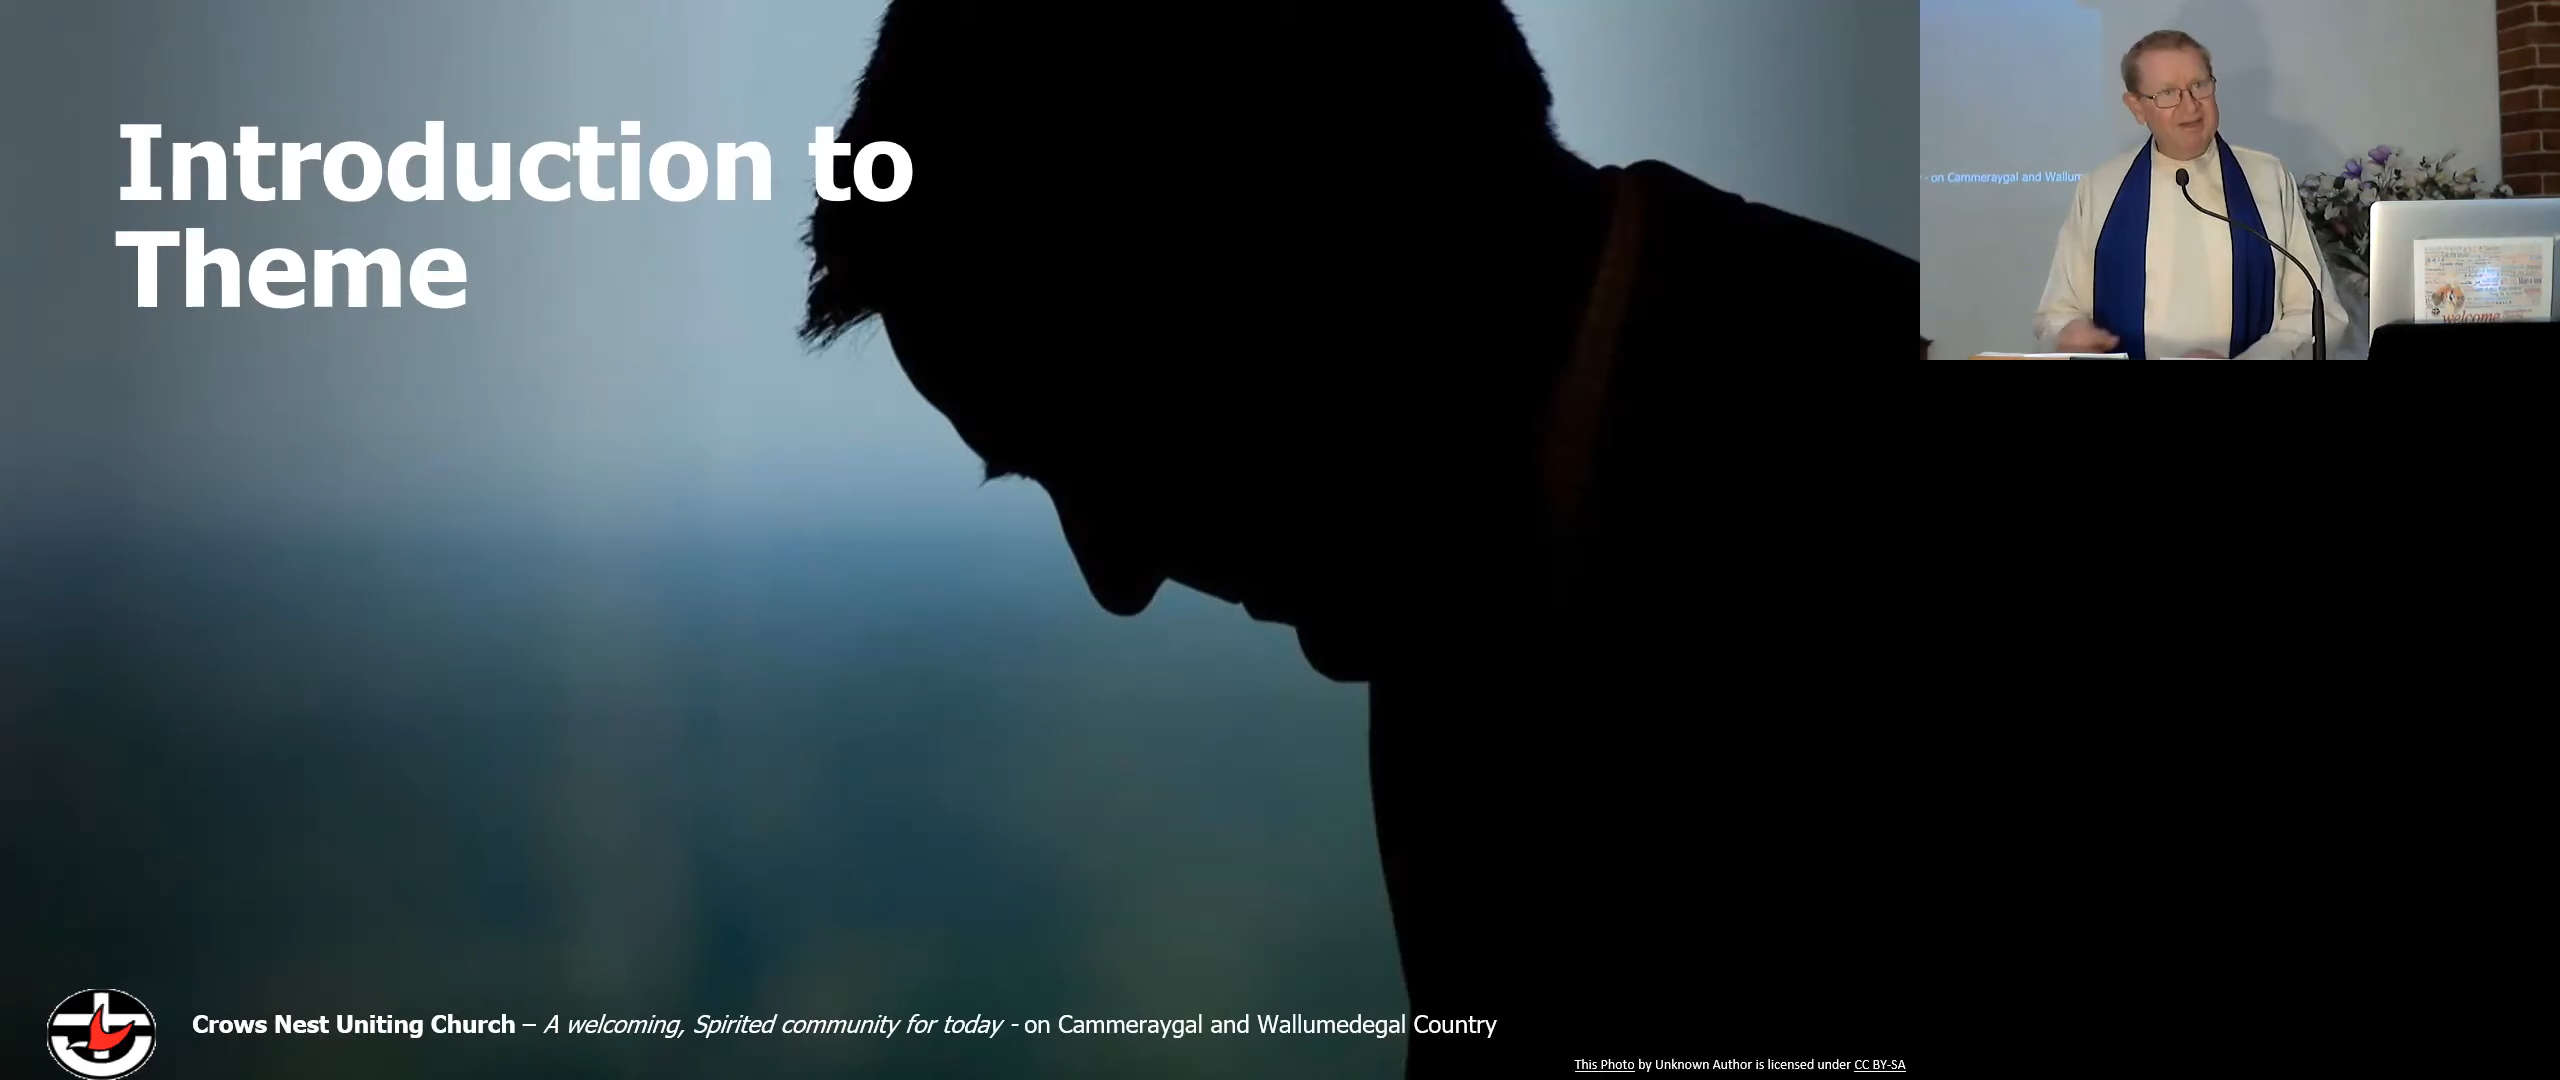 Introduction to
Theme
- on Cammeraygal and Wallum
welcome
Crows Nest Uniting Church – A welcoming, Spirited community for today - on Cammeraygal and Wallumedegal Country
This Photo by Unknown Author is licensed under CC BY-SA